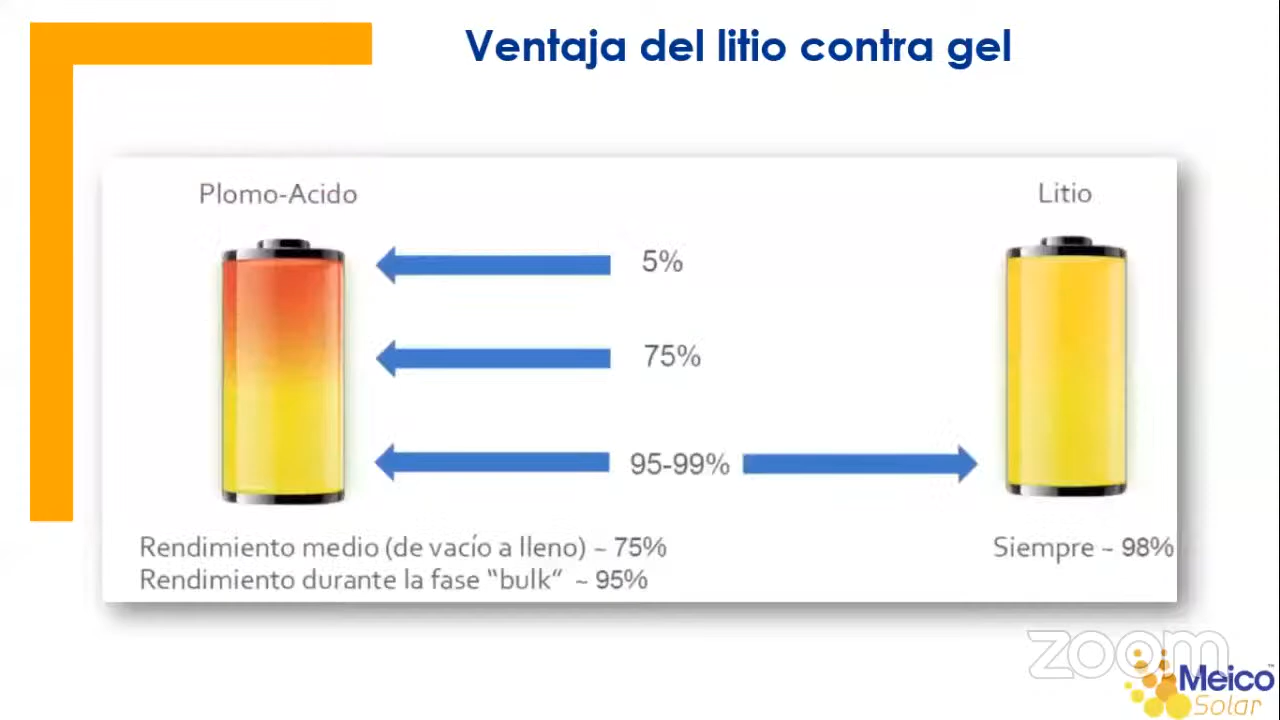 Ventaja del litio contra gel
Plomo-Acido
Litio
5%
75%
95-99%
Rendimiento medio (de vacío a lleno) ~ 75%
Rendimiento durante la fase “bulk“ ~ 95%
Siempre ~ 98%
zoom
Meico™
Solar